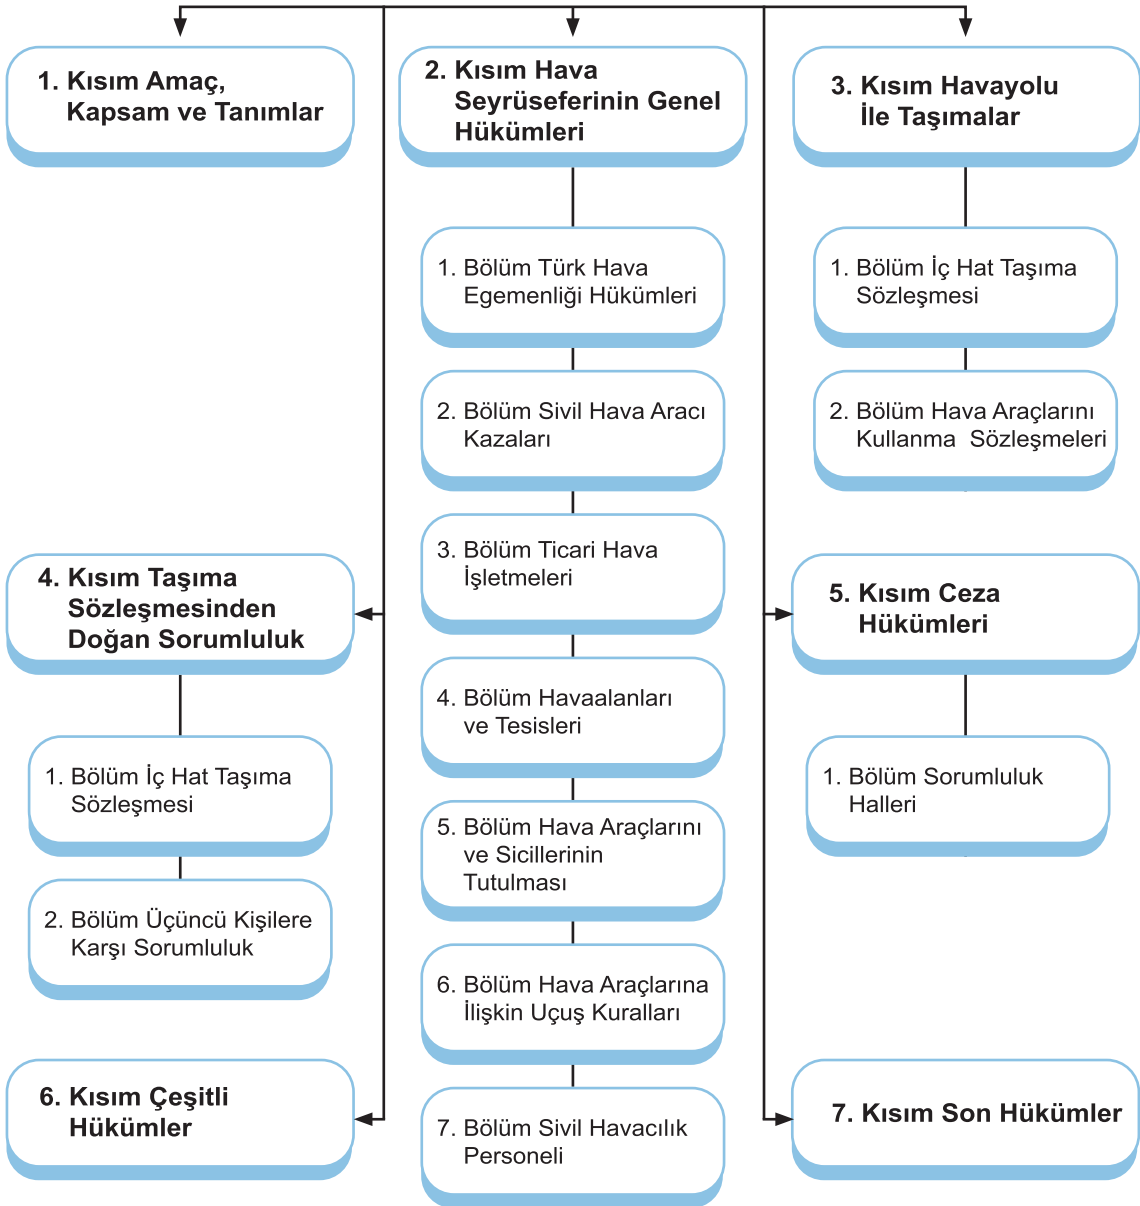 1. Kısım Amaç,
Kapsam ve Tanımlar
2. Kısım Hava
Seyrüseferinin Genel
Hükümleri
3. Kısım Havayolu
İle Taşımalar
1. Bölüm Türk Hava
Egemenliği Hükümleri
2. Bölüm Sivil Hava Aracı
Kazaları
3. Bölüm Ticari Hava
İşletmeleri
4. Bölüm Havaalanları
ve Tesisleri
5. Bölüm Hava Araçlarını
ve Sicillerinin
Tutulması
6. Bölüm Hava Araçlarına
İlişkin Uçuş Kuralları
7. Bölüm Sivil Havacılık
Personeli
1. Bölüm İç Hat Taşıma
Sözleşmesi
2. Bölüm Hava Araçlarını
Kullanma Sözleşmeleri
4. Kısım Taşıma
Sözleşmesinden
Doğan Sorumluluk
1. Bölüm İç Hat Taşıma
Sözleşmesi
2. Bölüm Üçüncü Kişilere
Karşı Sorumluluk
5. Kısım Ceza
Hükümleri
1. Bölüm Sorumluluk
Halleri
6. Kısım Çeşitli
Hükümler
7. Kısım Son Hükümler